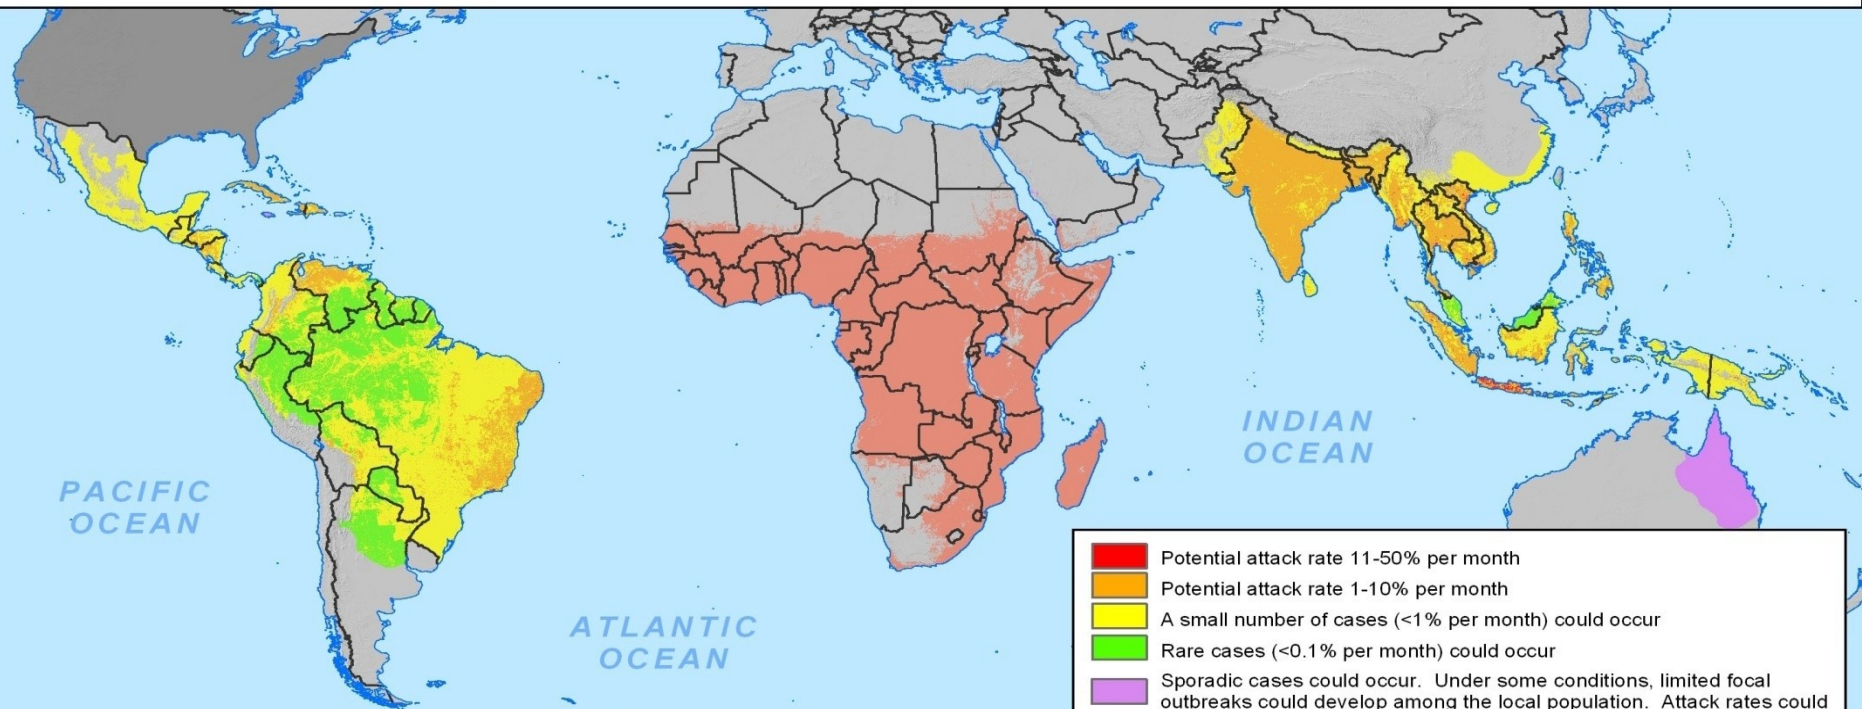 PACIFIC
OCEAN
ATLANTIC
OCEAN
INDIAN
OCEAN
Potential attack rate 11-50% per month
Potential attack rate 1-10% per month
A small number of cases (<1% per month) could occur
Rare cases (<0.1% per month) could occur
Sporadic cases could occur.  Under some conditions, limited focal
outbreaks could develop among the local population.  Attack rates could